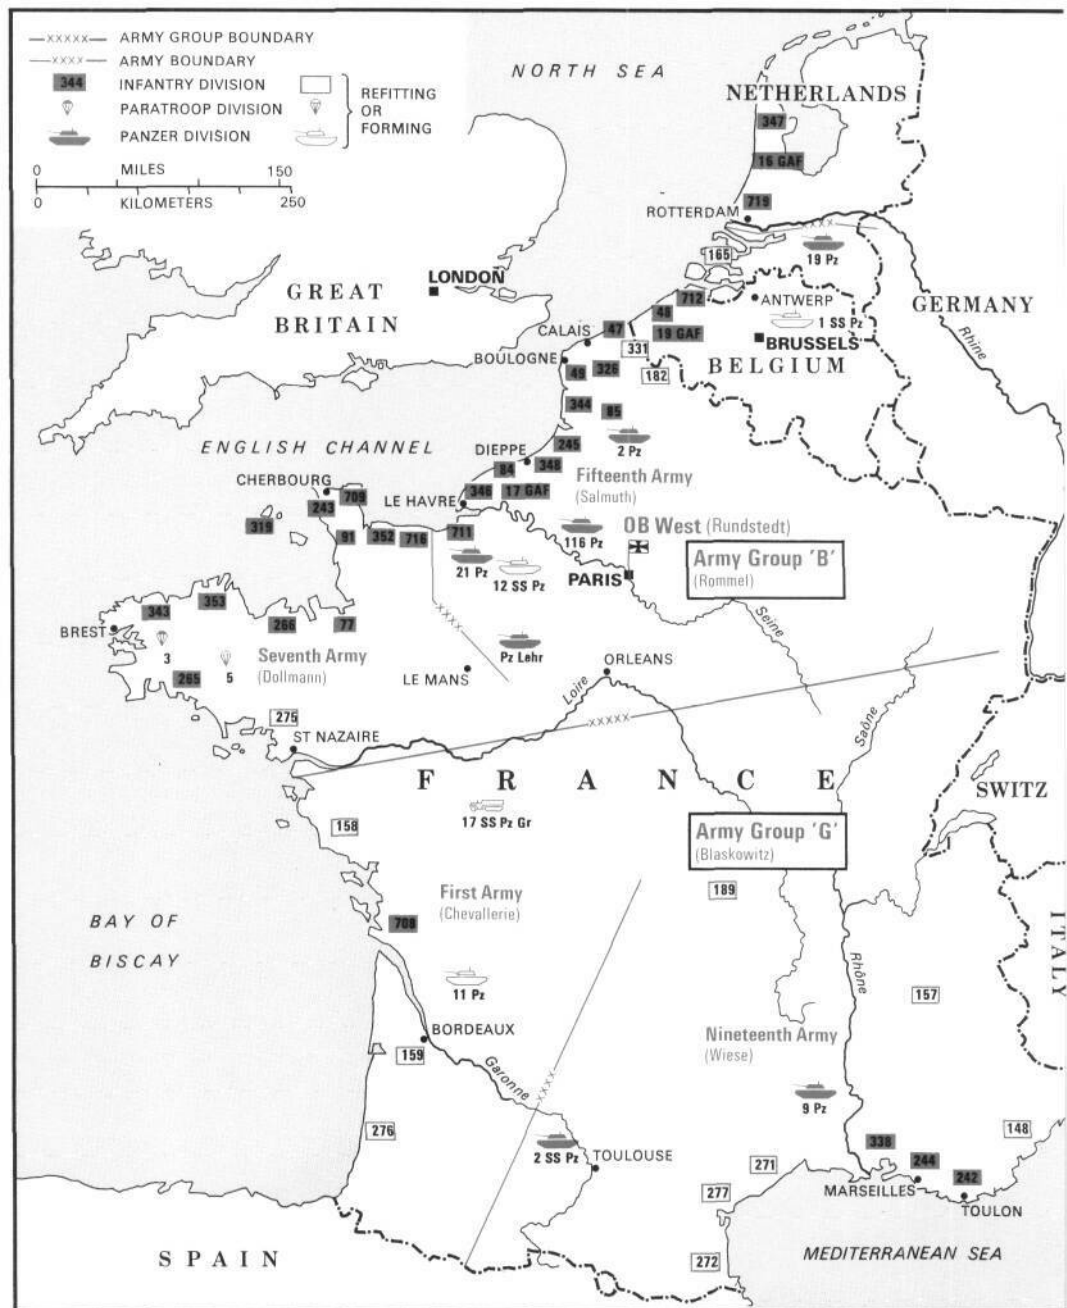 XXXXX ARMY GROUP BOUNDARY
XXX ARMY BOUNDARY
344 INFANTRY DIVISION
PARATROOP DIVISION
PANZER DIVISION
REFITTING
OR
FORMING
0 MILES 150
0 KILOMETERS 250
NORTH SEA
NETHERLANDS
347
16 GAF
719
ROTTERDAM
XXXX
19 Pz
165
LONDON
GREAT
BRITAIN
712
ANTWERP
GERMANY
48
1 SS Pz
CALAIS
47
19 GAF
BRUSSELS
Rhine
331
BOULOGNE
BELGIUM
326
49
182
344
85
2 Pz
ENGLISH CHANNEL
245
DIEPPE
348
84
Fifteenth Army
(Salmuth)
CHERBOURG
709
346
17 GAF
LE HAVRE
243
319
OB West (Rundstedt)
91
352
716
711
116 Pz
21 Pz
12 SS Pz
PARIS
Army Group 'B'
(Rommel)
353
343
XXXX
Seine
BREST
266
77
3
5
Seventh Army
(Dollmann)
Pz Lehr
ORLEANS
265
LE MANS
Loire
275
XXXXX
ST NAZAIRE
Saône
FRANCE
SWITZ
17 SS Pz Gr
158
Army Group 'G'
(Blaskowitz)
189
First Army
(Chevallerie)
708
BAY OF
BISCAY
ITALY
Rhône
11 Pz
157
BORDEAUX
Nineteenth Army
(Wiese)
159
Garonne
XXXX
9 Pz
276
148
2 SS Pz
338
TOULOUSE
271
244
242
277
MARSEILLES
TOULON
272
SPAIN
MEDITERRANEAN SEA